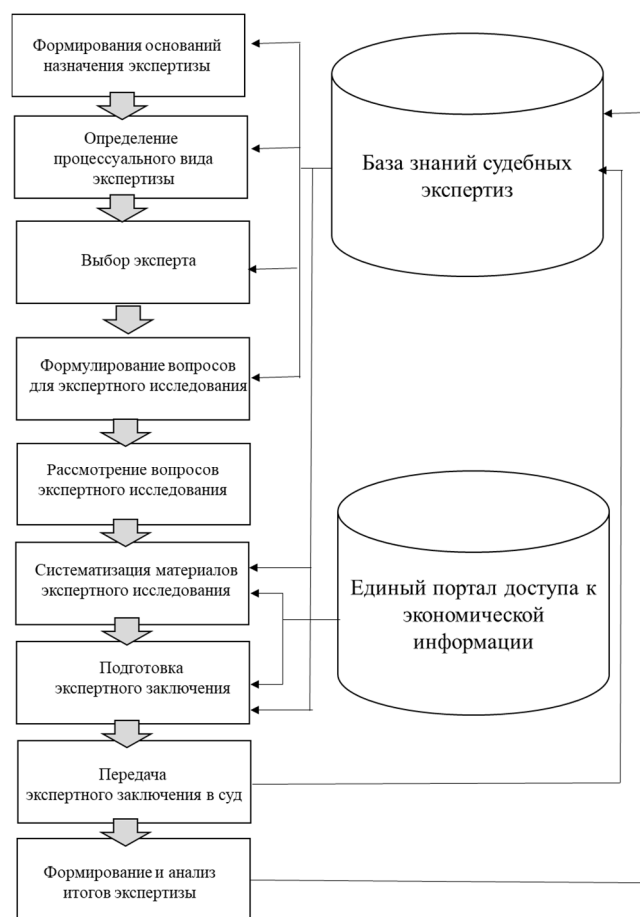 Формирования оснований
назначения экспертизы
Определение
процессуального вида
экспертизы
Выбор эксперта
Формулирование вопросов
для экспертного исследования
Рассмотрение вопросов
экспертного исследования
Систематизация материалов
экспертного исследования
Подготовка
экспертного заключения
Передача
экспертного заключения в суд
Формирование и анализ
итогов экспертизы
База знаний судебных
экспертиз
Единый портал доступа к
экономической
информации